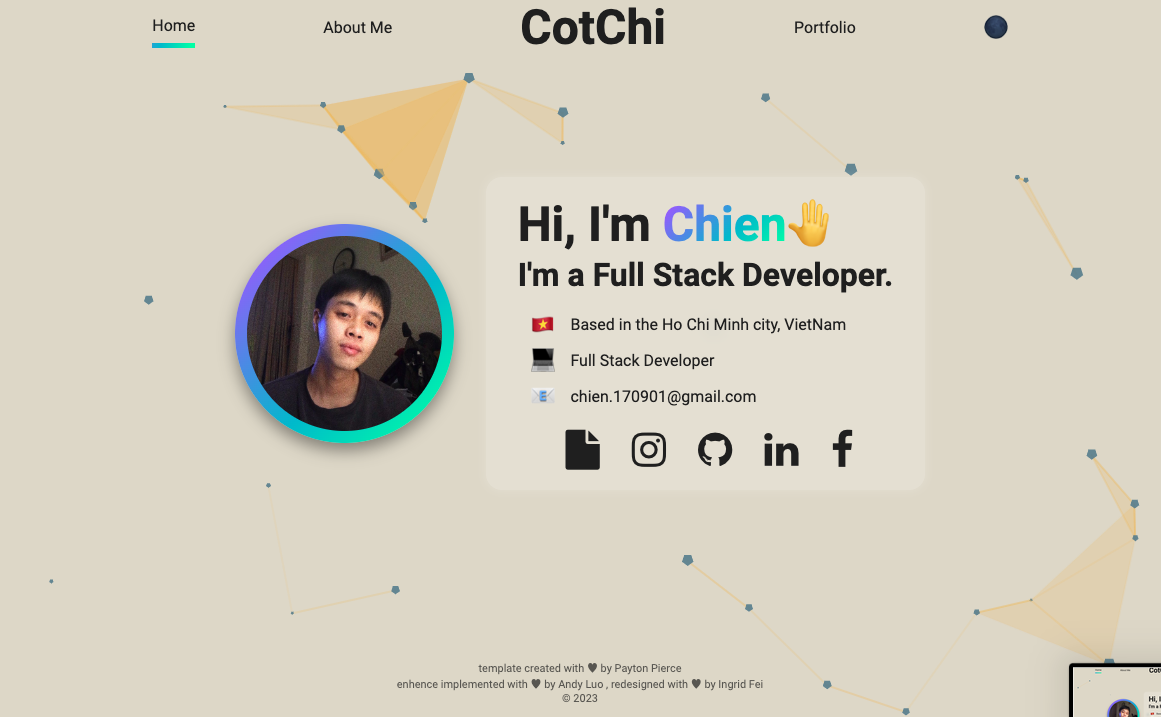 Home
About Me
CotChi
Portfolio
Hi, I'm Chien
I'm a Full Stack Developer.
Based in the Ho Chi Minh city, VietNam
Full Stack Developer
chien.170901@gmail.com
template created with ♥ by Payton Pierce
enhence implemented with ♥ by Andy Luo , redesigned with ♥ by Ingrid Fei
© 2023